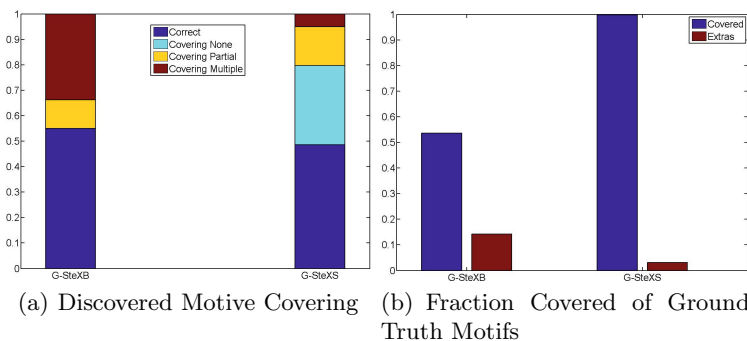 1
0.9
0.8
0.7
0.6
0.5
0.4
0.3
0.2
0.1
0
Correct
Covering None
Covering Partial
Covering Multiple
G-SteXB
G-SteXS
(a) Discovered Motive Covering
1
0.9
0.8
0.7
0.6
0.5
0.4
0.3
0.2
0.1
0
Covered
Extras
G-SteXB
G-SteXS
(b) Fraction Covered of Ground
Truth Motifs